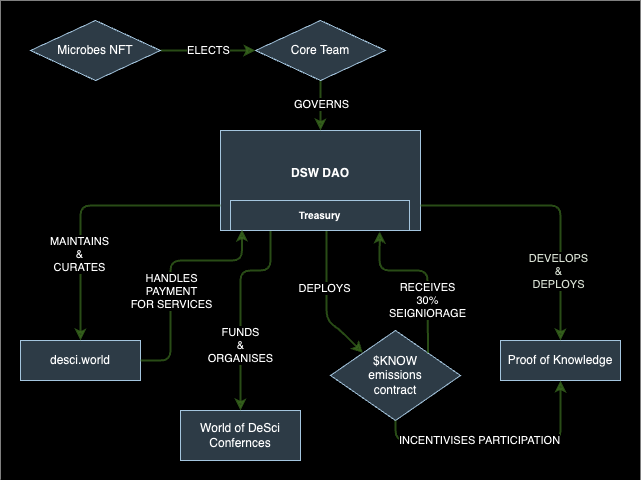 Microbes NFT
ELECTS
Core Team
GOVERNS
DSW DAO
Treasury
MAINTAINS
&
CURATES
HANDLES
PAYMENT
FOR SERVICES
FUNDS
&
ORGANISES
DEPLOYS
RECEIVES
30%
SEIGNIORAGE
DEVELOPS
&
DEPLOYS
desci.world
World of DeSci
Confernces
$KNOW
emissions
contract
Proof of Knowledge
INCENTIVISES PARTICIPATION